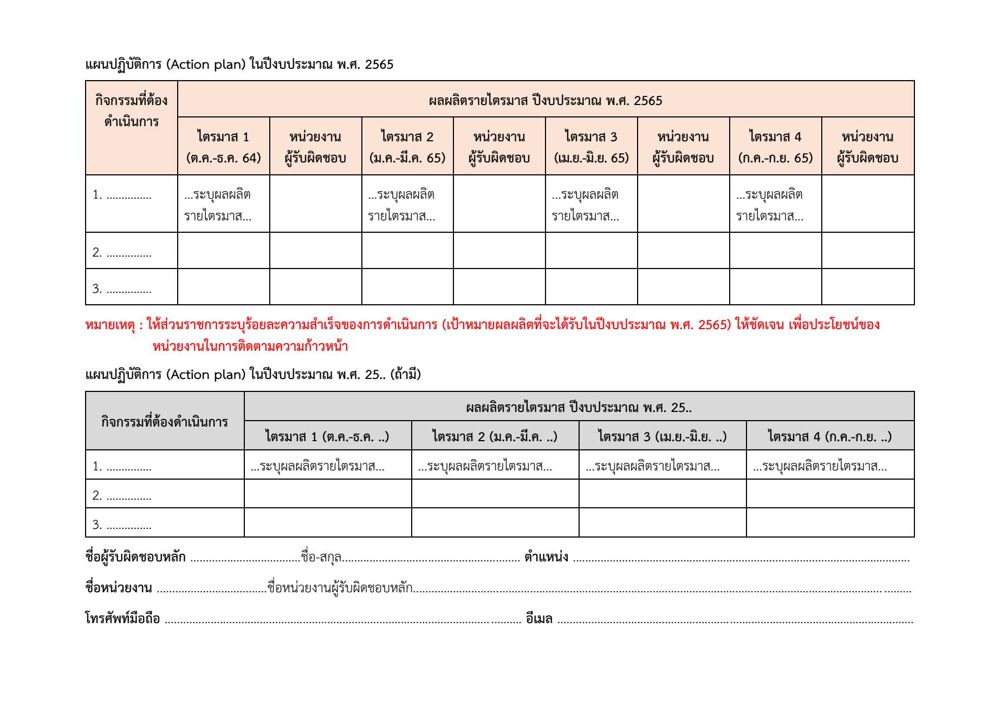 แผนปฏิบัติการ (Action plan) ในปีงบประมาณ พ.ศ. 2565
กิจกรรมที่ต้อง
ดำเนินการ
ผลผลิตรายไตรมาส ปีงบประมาณ พ.ศ. 2565
ไตรมาส 1 หน่วยงาน ไตรมาส 2 หน่วยงาน ไตรมาส 3 หน่วยงาน ไตรมาส 4 หน่วยงาน
(ต.ค.-ธ.ค. 64) ผู้รับผิดชอบ (ม.ค.-มี.ค. 65) ผู้รับผิดชอบ (เม.ย.-มิ.ย. 65) ผู้รับผิดชอบ (ก.ค.-ก.ย. 65) ผู้รับผิดชอบ
1. ............... ...ระบุผลผลิต ...ระบุผลผลิต ...ระบุผลผลิต ...ระบุผลผลิต
รายไตรมาส... รายไตรมาส... รายไตรมาส... รายไตรมาส...
2. ...............
3. ...............
หมายเหตุ : ให้ส่วนราชการระบุร้อยละความสำเร็จของการดำเนินการ (เป้าหมายผลผลิตที่จะได้รับในปีงบประมาณ พ.ศ. 2565) ให้ชัดเจน เพื่อประโยชน์ของ
หน่วยงานในการติดตามความก้าวหน้า
แผนปฏิบัติการ (Action plan) ในปีงบประมาณ พ.ศ. 25.. (ถ้ามี)
กิจกรรมที่ต้องดำเนินการ
ผลผลิตรายไตรมาส ปีงบประมาณ พ.ศ. 25..
ไตรมาส 1 (ต.ค.-ธ.ค. ..) ไตรมาส 2 (ม.ค.-มี.ค. ..) ไตรมาส 3 (เม.ย.-มิ.ย. ..) ไตรมาส 4 (ก.ค.-ก.ย. ..)
1. ............... ...ระบุผลผลิตรายไตรมาส... ...ระบุผลผลิตรายไตรมาส... ...ระบุผลผลิตรายไตรมาส... ...ระบุผลผลิตรายไตรมาส...
2. ...............
3. ...............
ชื่อผู้รับผิดชอบหลัก ....................................ชื่อ-สกุล.......................................................... ตำแหน่ง ..............................................................................................................
ชื่อหน่วยงาน ....................................ชื่อหน่วยงานผู้รับผิดชอบหลัก..................................................................................................................................................................
โทรศัพท์มือถือ ..................................................................................................................... อีเมล ....................................................................................................................